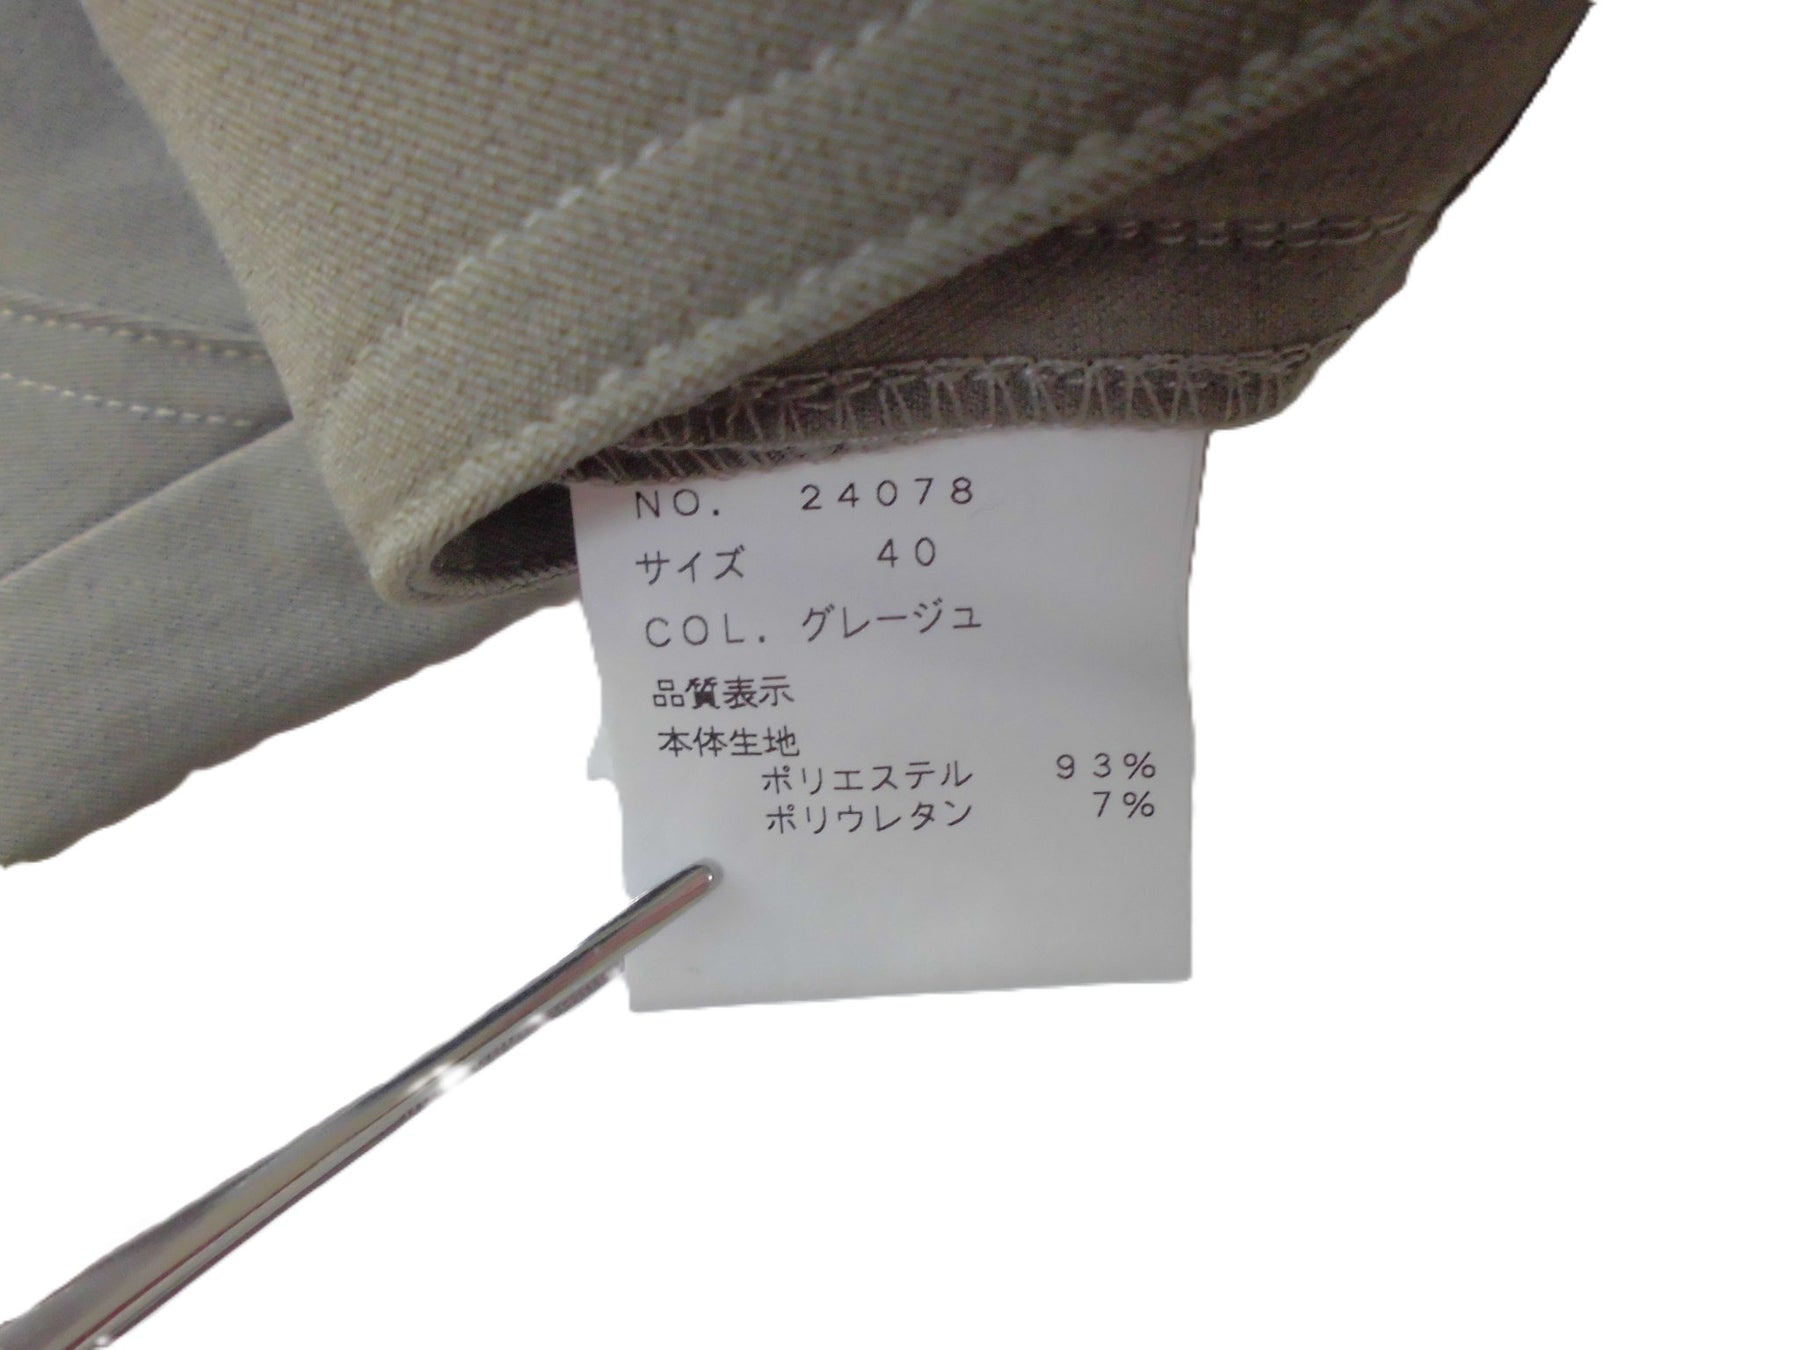 NO. 24078
サイズ 40
COL. グレージュ
品質表示
本体生地
ポリエステル 93%
ポリウレタン 7%